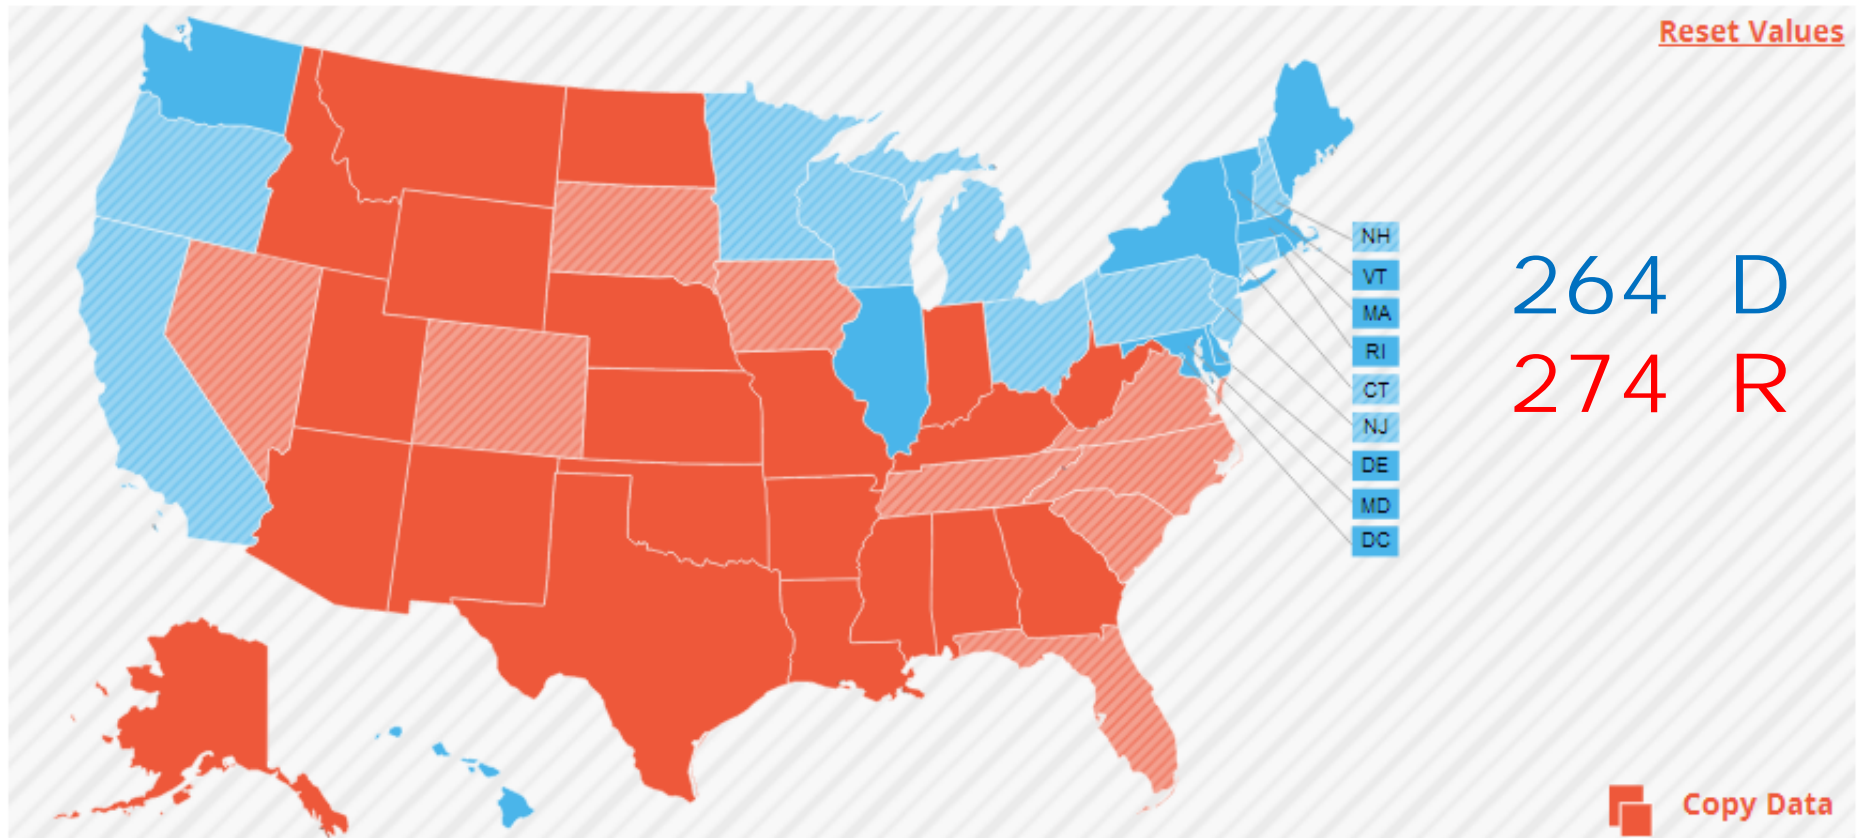 Reset Values
NH
VT
MA
RI
CT
NJ
DE
MD
DC
264 D
274 R
Copy Data